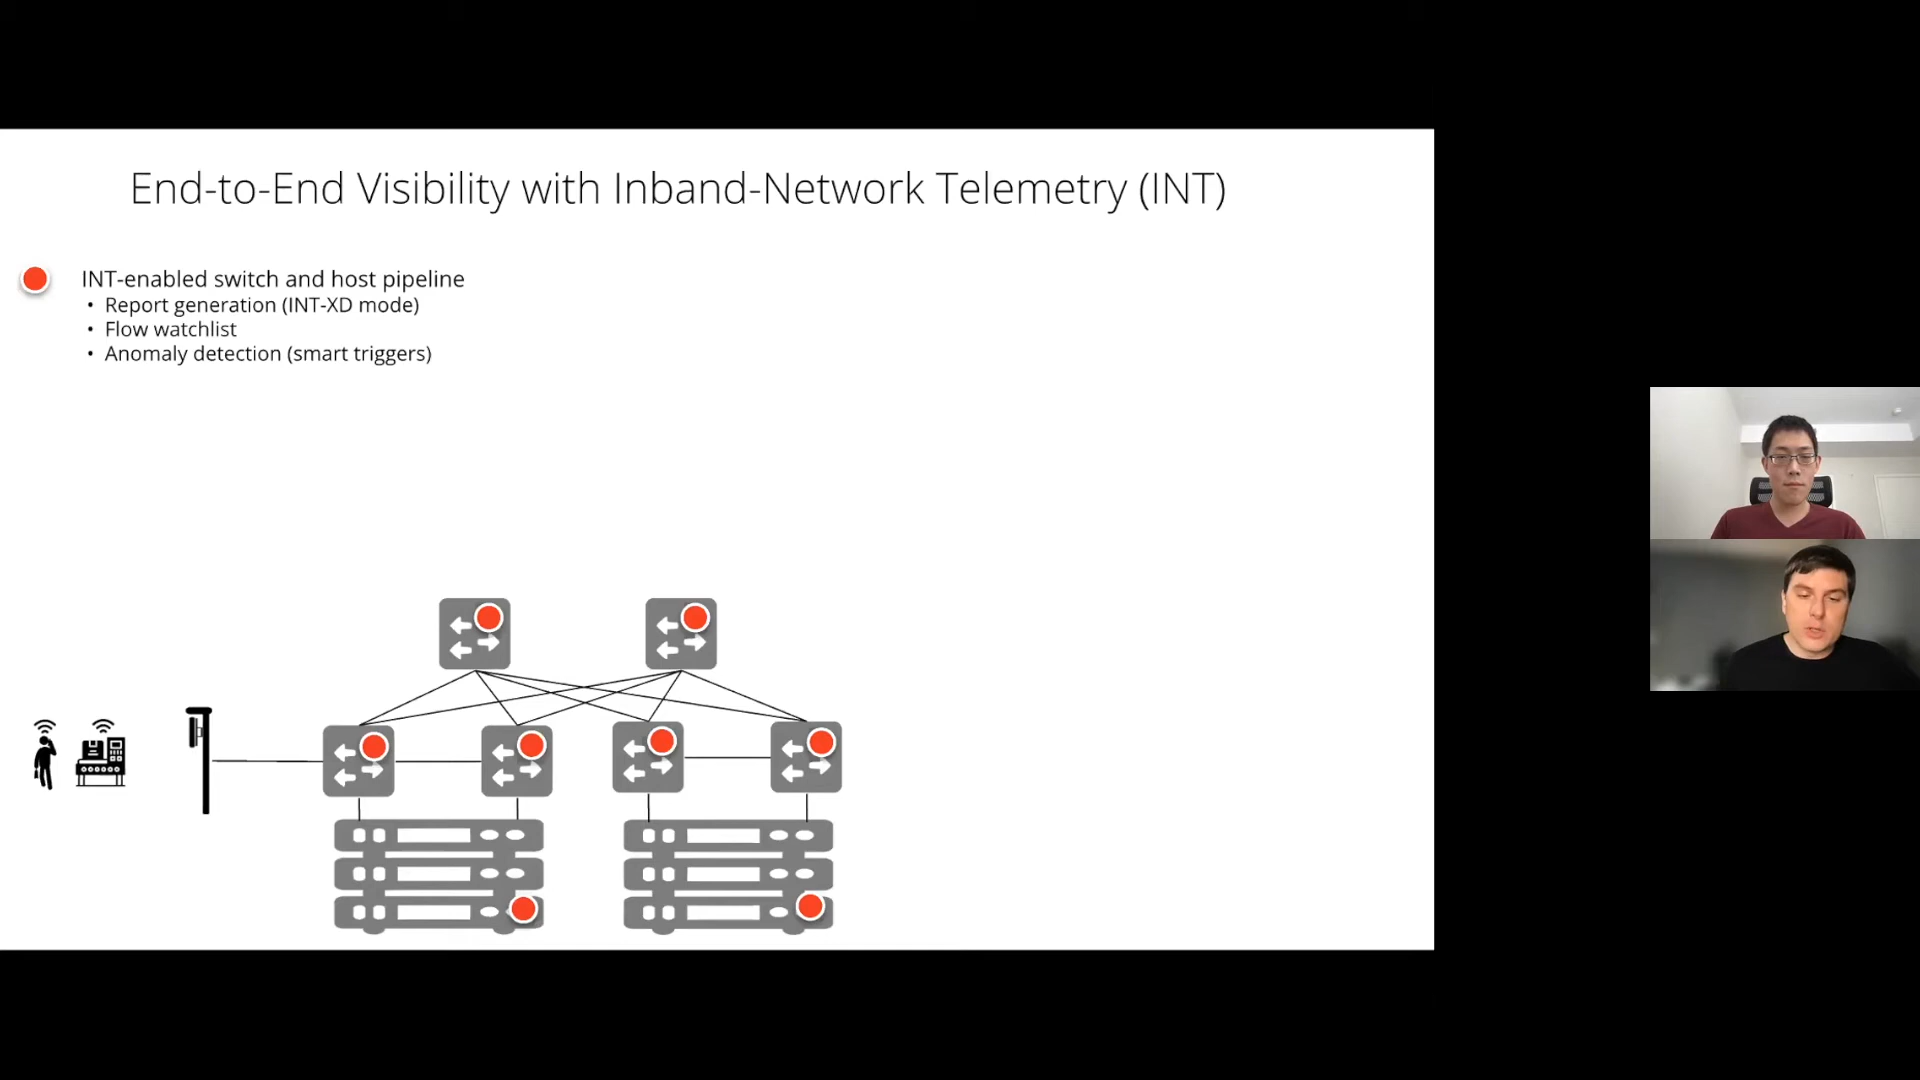 End-to-End Visibility with Inband-Network Telemetry (INT)
INT-enabled switch and host pipeline
• Report generation (INT-XD mode)
• Flow watchlist
• Anomaly detection (smart triggers)